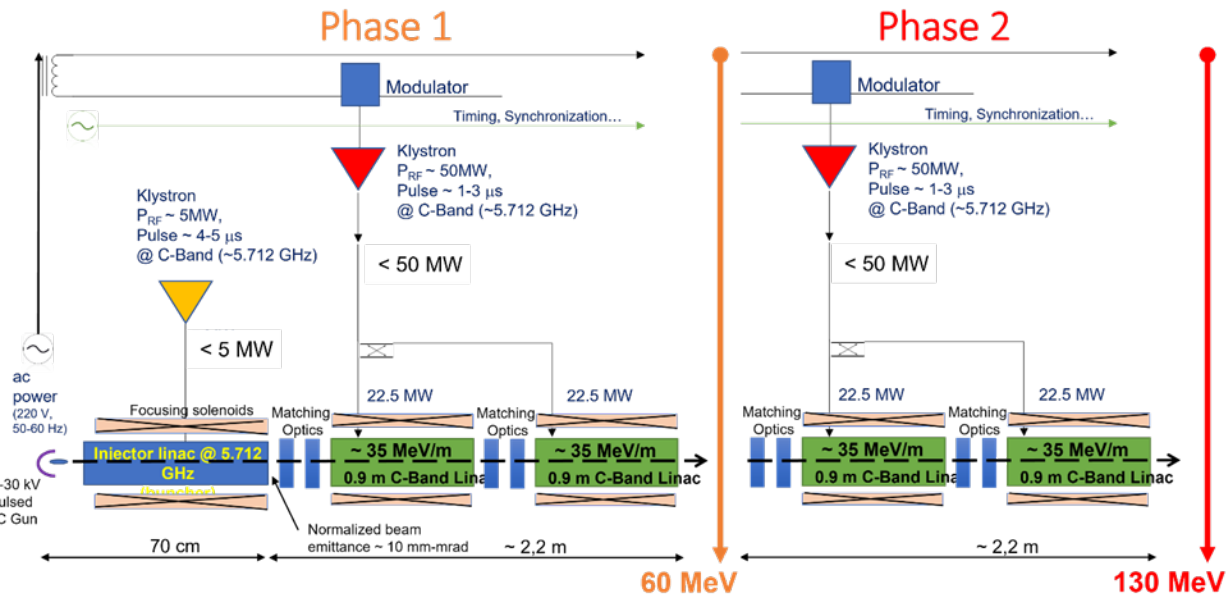 Phase 1
Phase 2
Modulator
Modulator
Timing, Synchronization…
Timing, Synchronization…
Klystron
P_RF ~ 50MW,
Pulse ~ 1-3 μs
@ C-Band (~5.712 GHz)
Klystron
P_RF ~ 50MW,
Pulse ~ 1-3 μs
@ C-Band (~5.712 GHz)
Klystron
P_RF ~ 5MW,
Pulse ~ 4-5 μs
@ C-Band (~5.712 GHz)
< 50 MW
< 50 MW
< 5 MW
ac
power
(220 V,
50-60 Hz)
Focusing solenoids
Matching
Optics
22.5 MW
Matching
Optics
22.5 MW
Matching
Optics
22.5 MW
Matching
Optics
22.5 MW
Injector linac @ 5.712
GHz
~ 35 MeV/m
0.9 m C-Band Linac
~ 35 MeV/m
0.9 m C-Band Linac
~ 35 MeV/m
0.9 m C-Band Linac
~ 35 MeV/m
0.9 m C-Band Linac
-30 kV
ulsed
C Gun
Normalized beam
emittance ~ 10 mm-mrad
70 cm
~ 2,2 m
~ 2,2 m
60 MeV
130 MeV